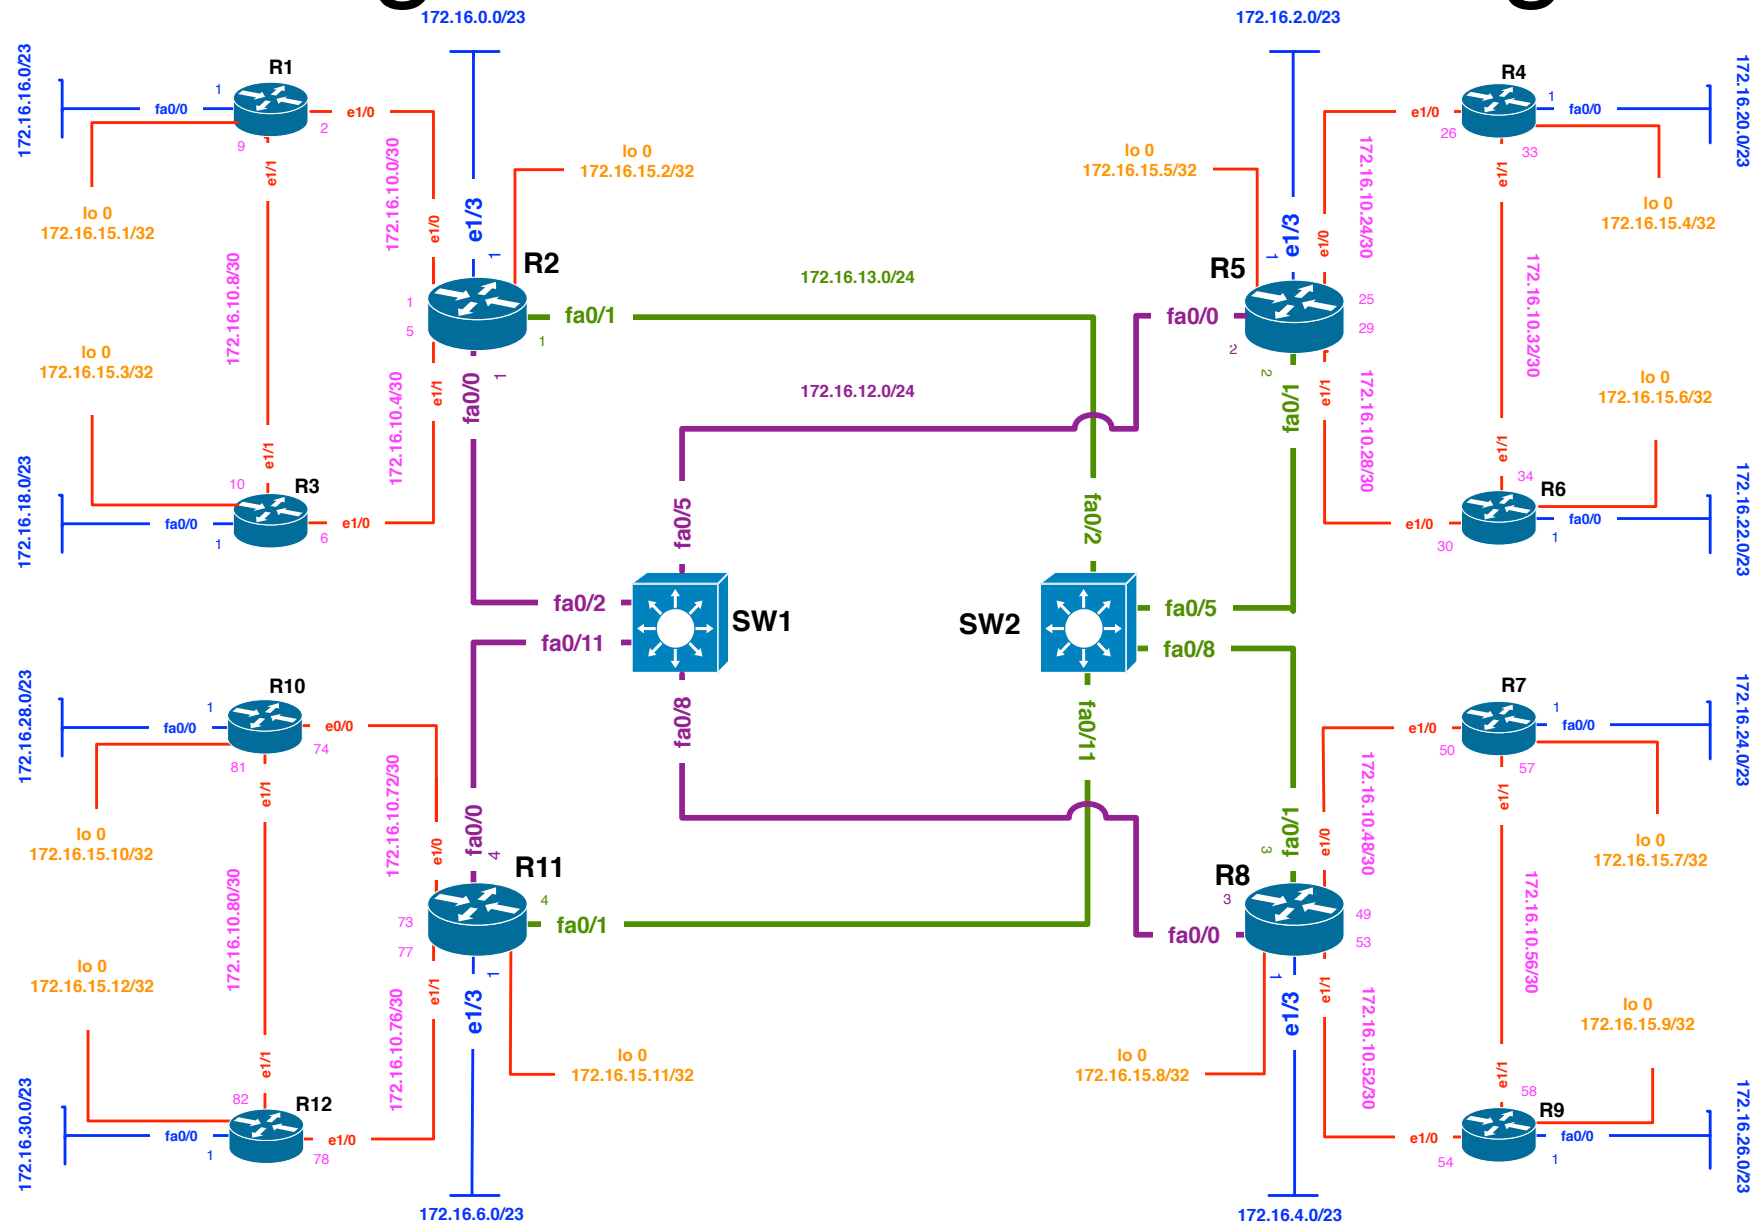 g
g
172.16.0.0/23
172.16.2.0/23
172.16.16.0/23
R1
1
fa0/0
e1/0
2
9
e1/1
172.16.10.0/30
lo 0
172.16.15.1/32
lo 0
172.16.15.2/32
e1/3
1
e1/0
R2
1
5
fa0/1
1
172.16.13.0/24
172.16.10.8/30
lo 0
172.16.15.3/32
172.16.10.4/30
e1/1
fa0/0
1
172.16.12.0/24
e1/1
10
R3
172.16.18.0/23
fa0/0
1
e1/0
6
lo 0
172.16.15.5/32
e1/3
1
e1/0
172.16.10.24/30
R5
fa0/0
2
25
29
2
fa0/1
e1/1
172.16.10.28/30
R4
e1/0
26
1
fa0/0
33
e1/1
172.16.20.0/23
lo 0
172.16.15.4/32
172.16.10.32/30
lo 0
172.16.15.6/32
e1/1
34
R6
e1/0
30
fa0/0
1
172.16.22.0/23
fa0/5
fa0/2
fa0/2
fa0/11
SW1
fa0/8
SW2
fa0/5
fa0/8
fa0/11
172.16.28.0/23
R10
1
fa0/0
e0/0
74
81
e1/1
172.16.10.72/30
lo 0
172.16.15.10/32
e1/0
fa0/0
4
R11
4
fa0/1
73
77
172.16.10.80/30
lo 0
172.16.15.12/32
e1/1
172.16.10.76/30
1
e1/3
e1/1
82
R12
172.16.30.0/23
fa0/0
1
e1/0
78
lo 0
172.16.15.11/32
172.16.6.0/23
R7
e1/0
50
1
fa0/0
57
e1/1
172.16.24.0/23
172.16.10.48/30
fa0/1
3
e1/0
R8
3
fa0/0
49
53
lo 0
172.16.15.7/32
172.16.10.56/30
1
e1/3
e1/1
172.16.10.52/30
lo 0
172.16.15.9/32
lo 0
172.16.15.8/32
e1/1
58
R9
e1/0
54
fa0/0
1
172.16.26.0/23
172.16.4.0/23